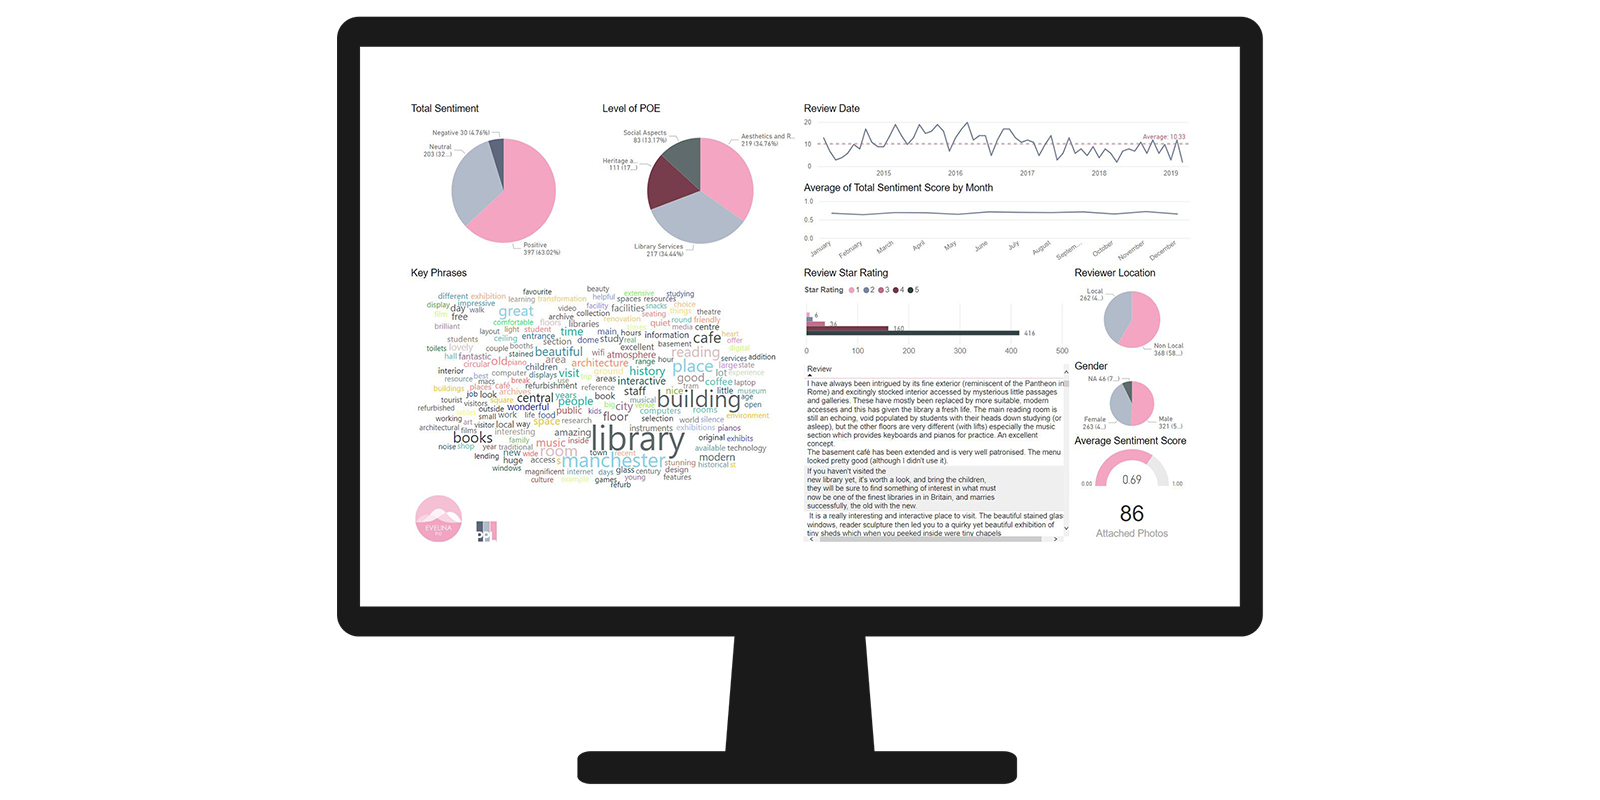 Total Sentiment
Negative 30 (4.76%)
Neutral
203 (32...)
Positive
397 (63.02%)
Level of POE
Social Aspects
83 (13.17%)
Aesthetics and R...
219 (34.76%)
Heritage a...
111 (17...)
Library Services
217 (34.44%)
Review Date
20
10
0
Average: 10.33
2015 2016 2017 2018 2019
Average of Total Sentiment Score by Month
1.0
0.5
0.0
January February March April May June July August Septem... October November December
Key Phrases
favourite beauty
different exhibition learning transformation helpful spaces resources studying
display impressive video facility facilities snacks choice
day walk great collection seating things theatre
free archive renovation quiet round friendly
brilliant comfortable floors libraries media centre
layout light student time main hours information cafe heart
students ceiling entrance dome study real offer
toilets lovely couple booths section excellent basement digital
hall fantastic stained beautiful wifi atmosphere reading services addition
circular old piano area architecture range hour place large state
interior children history
resource best computer displays visit ground good lot experience
buildings macs break use areas interactive tram coffee laptop
places café refurbishment reference staff nice little museum
job look archives central years book building age
tourist square people musical open
refurbished visitors outside wonderful public kids city big venue computers rooms
working small work life food floor selection world silence environment
architectural art visitor local way space research instruments exhibitions pianos
books films interesting amazing library original exhibits
noise shop year traditional family music inside available technology
lending new wide room town recent modern
huge access manchester stunning historical
windows magnificent internet days glass century design
culture example games young features
refurb
EVELINA
Review Star Rating
Star Rating 1 2 3 4 5
6
36
160
416
0 100 200 300 400 500
Review
I have always been intrigued by its fine exterior (reminiscent of the Pantheon in
Rome) and excitingly stocked interior accessed by mysterious little passages
and galleries. These have mostly been replaced by more suitable, modern
accesses and this has given the library a fresh life. The main reading room is
still an echoing, void populated by students with their heads down studying (or
asleep), but the other floors are very different (with lifts) especially the music
section which provides keyboards and pianos for practice. An excellent
concept.
The basement café has been extended and is very well patronised. The menu
looked pretty good (although I didn't use it).
If you haven't visited the
new library yet, it's worth a look, and bring the children,
they will be sure to find something of interest in what must
now be one of the finest libraries in in Britain, and marries
successfully, the old with the new.
It is a really interesting and interactive place to visit. The beautiful stained glas
windows, reader sculpture then led you to a quirky yet beautiful exhibition of
tiny sheds which when you peeked inside were tiny chapels
Reviewer Location
Local
262 (4...)
Non Local
368 (58...)
Gender
NA 46 (7...)
Female
263 (4...)
Male
321 (5...)
Average Sentiment Score
0.00 0.69 1.00
86
Attached Photos